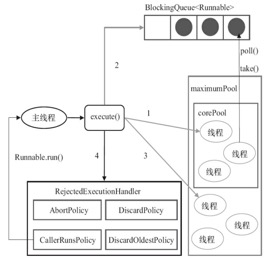 BlockingQueue<Runnable>
poll()
take()
2
maximumPool
corePool
主线程
execute()
1
线程
线程
线程
Runnable.run()
4
3
RejectedExecutionHandler
AbortPolicy
DiscardPolicy
CallerRunsPolicy
DiscardOldestPolicy
线程
线程
线程